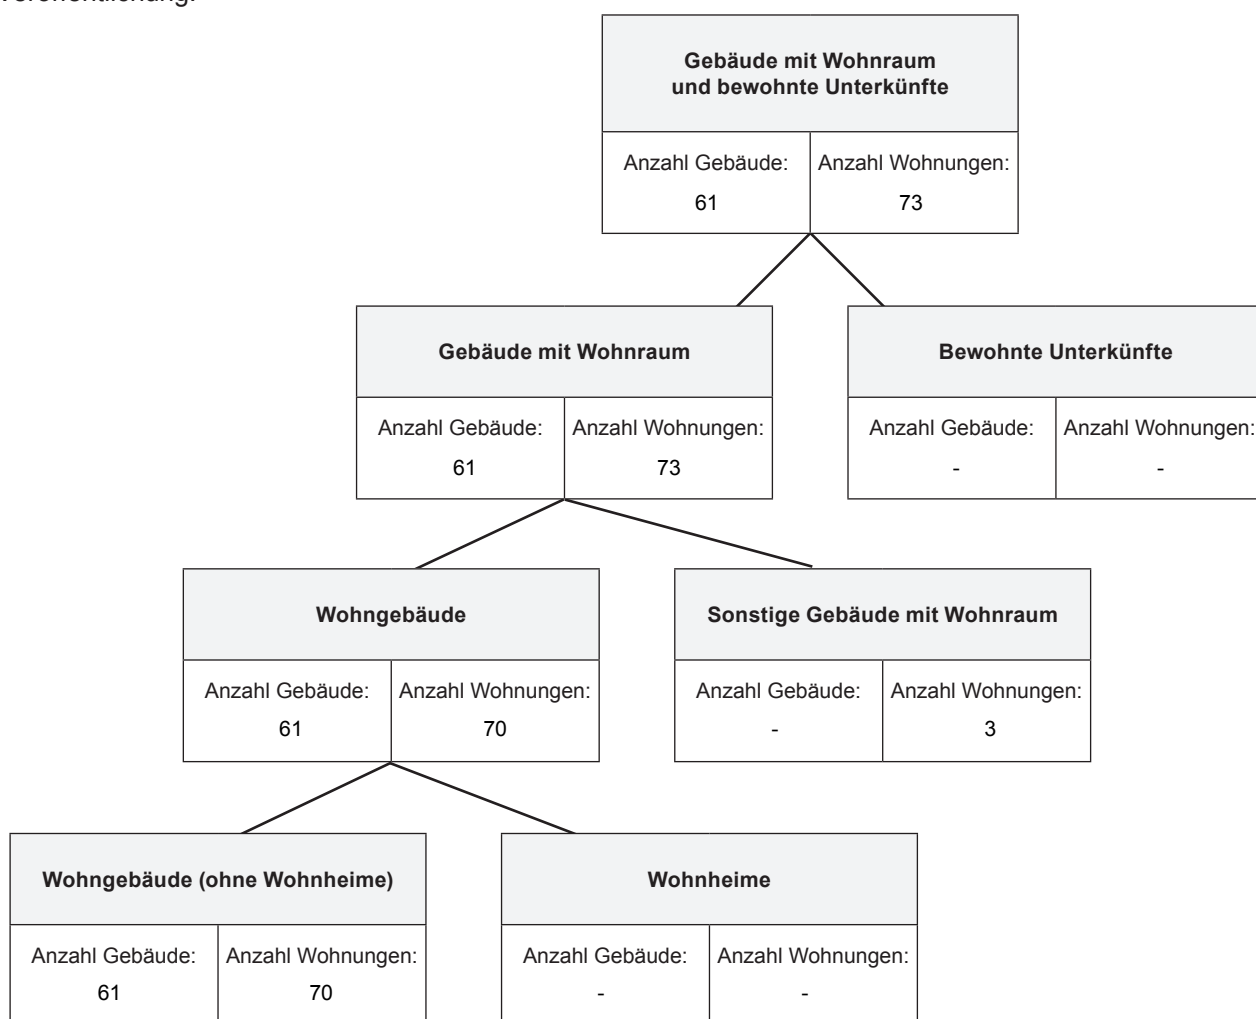 Veröffentlichung.
Gebäude mit Wohnraum
und bewohnte Unterkünfte
Anzahl Gebäude: Anzahl Wohnungen:
61 73
Gebäude mit Wohnraum
Anzahl Gebäude: Anzahl Wohnungen:
61 73
Bewohnte Unterkünfte
Anzahl Gebäude: Anzahl Wohnungen:
- -
Wohngebäude
Anzahl Gebäude: Anzahl Wohnungen:
61 70
Sonstige Gebäude mit Wohnraum
Anzahl Gebäude: Anzahl Wohnungen:
- 3
Wohngebäude (ohne Wohnheime)
Anzahl Gebäude: Anzahl Wohnungen:
61 70
Wohnheime
Anzahl Gebäude: Anzahl Wohnungen:
- -